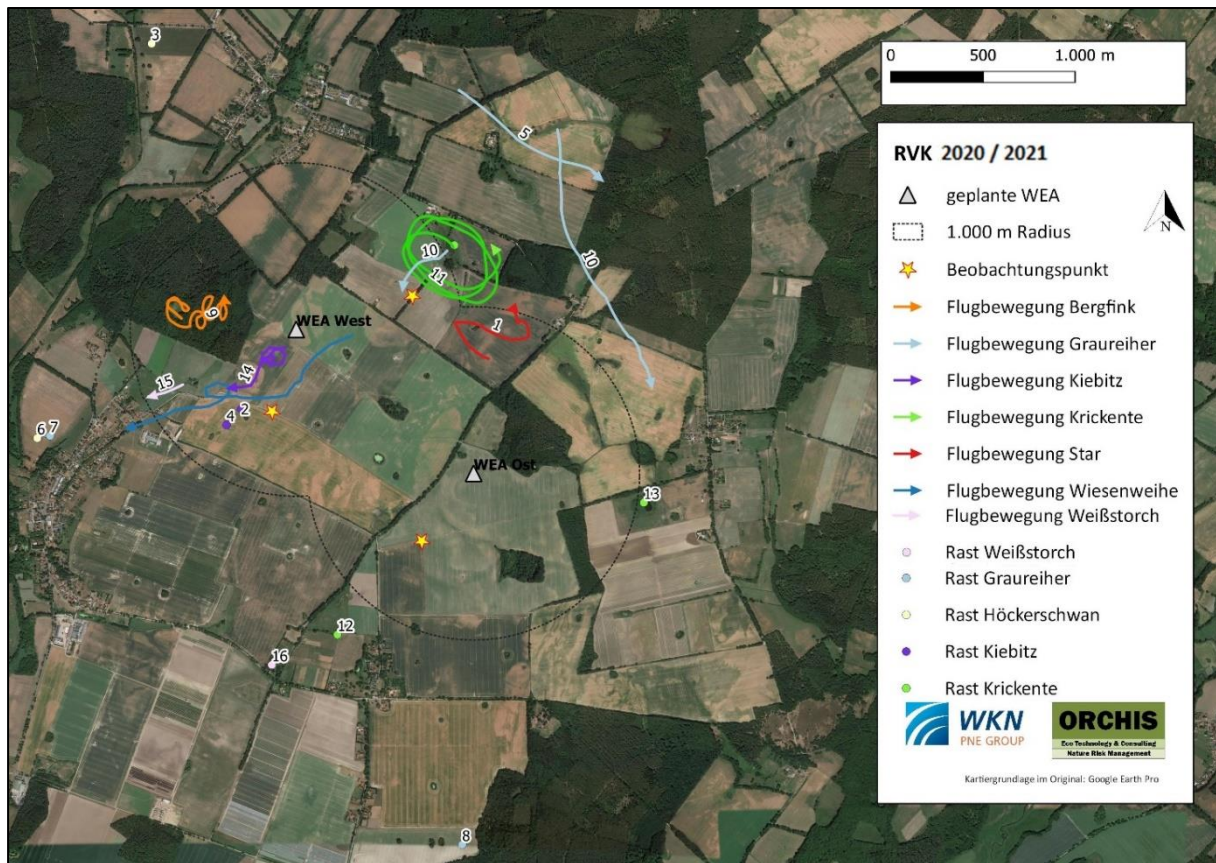 3
0 500 1.000 m
5
RVK 2020 / 2021
geplante WEA
N
1.000 m Radius
10
10
11
Beobachtungspunkt
9
WEA West
1
Flugbewegung Bergfink
Flugbewegung Graureiher
14
15
Flugbewegung Kiebitz
2
4
6
7
Flugbewegung Krickente
Flugbewegung Star
WEA Ost
Flugbewegung Wiesenweihe
13
Flugbewegung Weißstorch
Rast Weißstorch
Rast Graureiher
Rast Höckerschwan
12
Rast Kiebitz
16
Rast Krickente
WKN
PNE GROUP
ORCHIS
Eco Technology & Consulting
Nature Risk Management
Kartiergrundlage im Original: Google Earth Pro
8